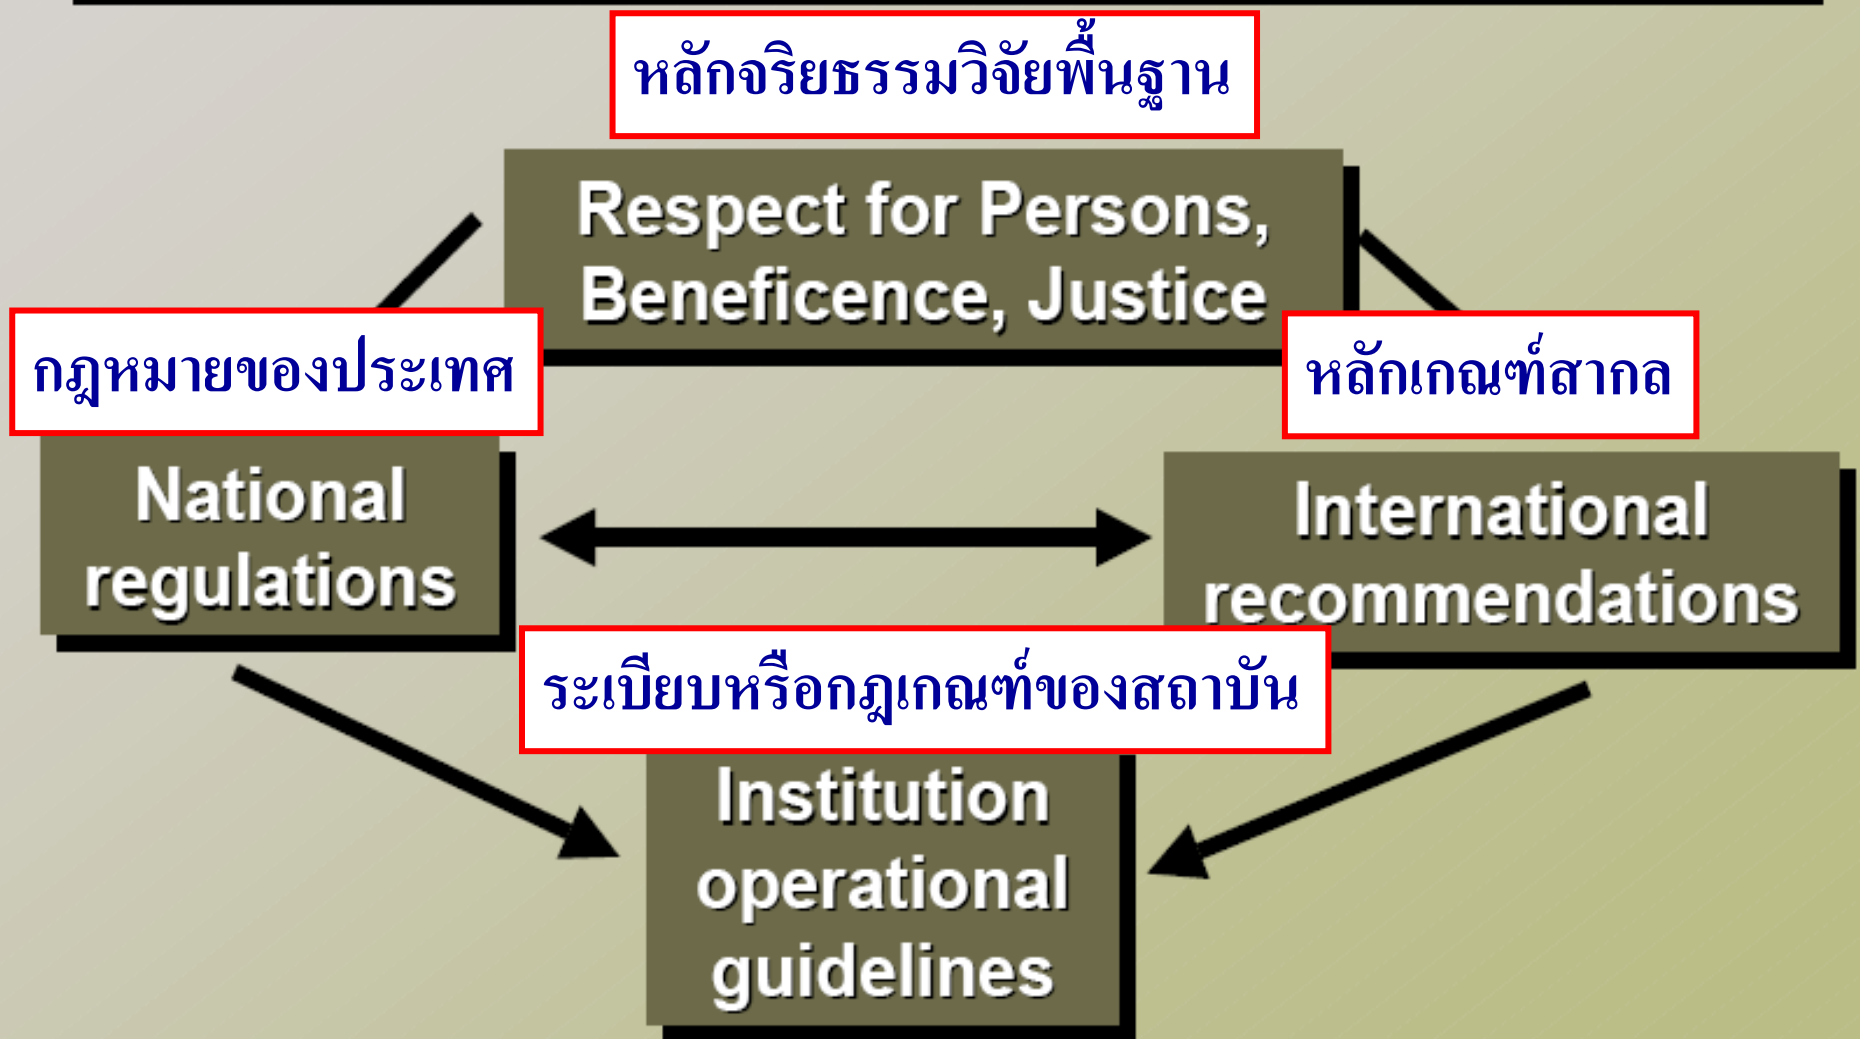 หลักจริยธรรมวิจัยพื้นฐาน
Respect for Persons,
Beneficence, Justice
กฎหมายของประเทศ
หลักเกณฑ์สากล
National
regulations
International
recommendations
ระเบียบหรือกฎเกณฑ์ของสถาบัน
Institution
operational
guidelines